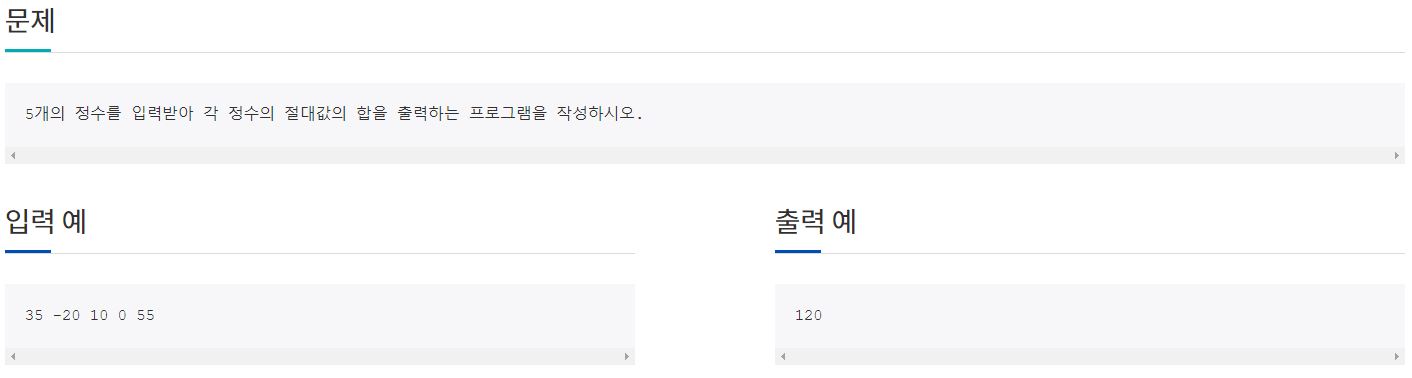 문제
5개의 정수를 입력받아 각 정수의 절대값의 합을 출력하는 프로그램을 작성하시오.
입력 예
35 -20 10 0 55
출력 예
120